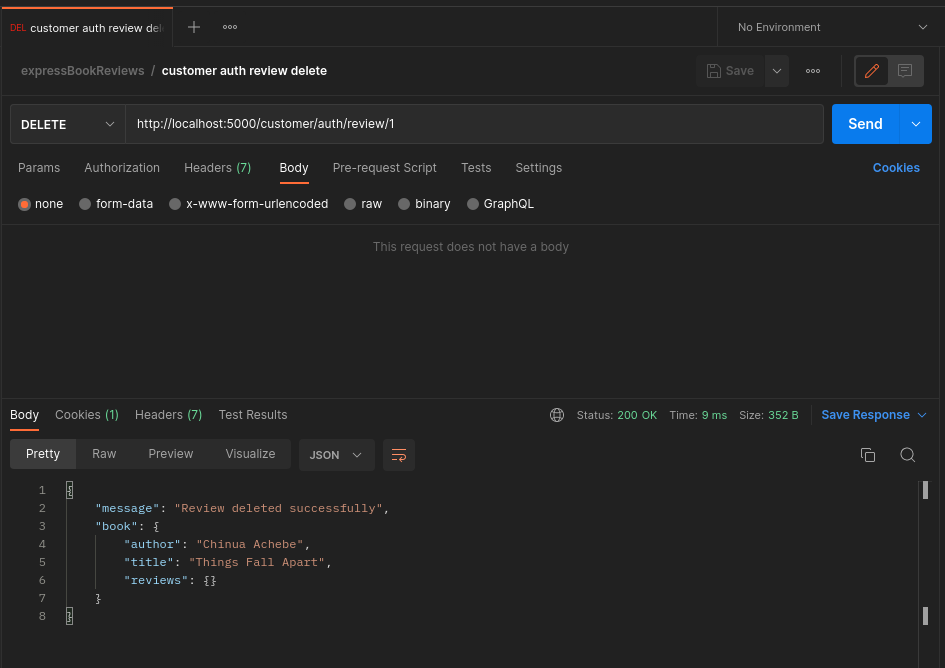 DEL customer auth review del
No Environment
expressBookReviews / customer auth review delete
Save
DELETE http://localhost:5000/customer/auth/review/1 Send
Params Authorization Headers (7) Body Pre-request Script Tests Settings Cookies
none form-data x-www-form-urlencoded raw binary GraphQL
This request does not have a body
Body Cookies (1) Headers (7) Test Results Status: 200 OK Time: 9 ms Size: 352 B Save Response
Pretty Raw Preview Visualize JSON
1 {
2 "message": "Review deleted successfully",
3 "book": {
4 "author": "Chinua Achebe",
5 "title": "Things Fall Apart",
6 "reviews": {}
7 }
8 }